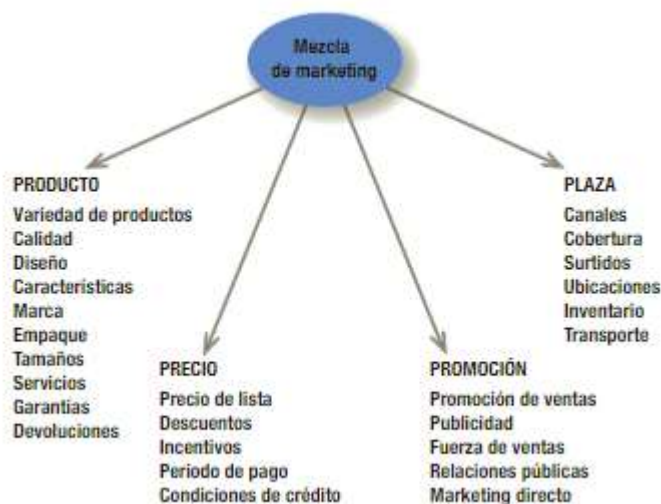 Mezcla
de marketing
PRODUCTO
Variedad de productos
Calidad
Diseño
Características
Marca
Empaque
Tamaños
Servicios
Garantías
Devoluciones
PRECIO
Precio de lista
Descuentos
Incentivos
Periodo de pago
Condiciones de crédito
PROMOCIÓN
Promoción de ventas
Publicidad
Fuerza de ventas
Relaciones públicas
Marketing directo
PLAZA
Canales
Cobertura
Surtidos
Ubicaciones
Inventario
Transporte